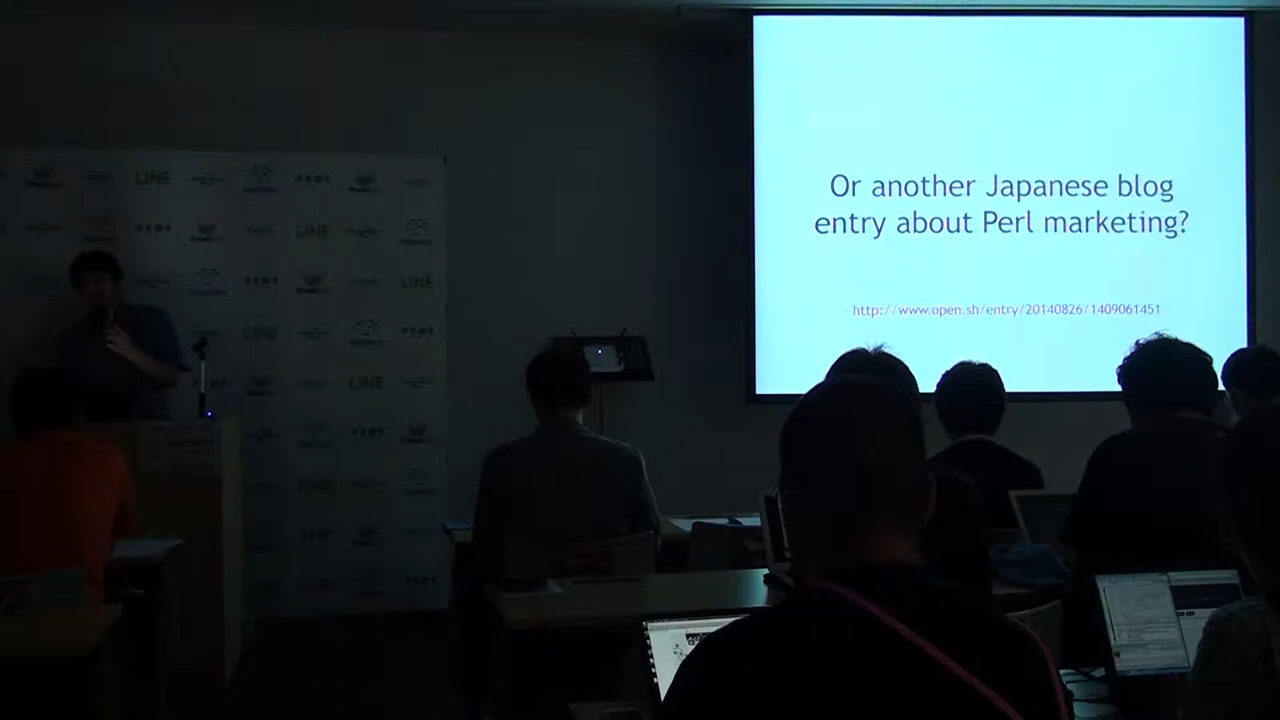 Or another Japanese blog
entry about Perl marketing?
http://www.open.sh/entry/20140826/1409061451
LINE
LINE
LINE
LINE
LINE